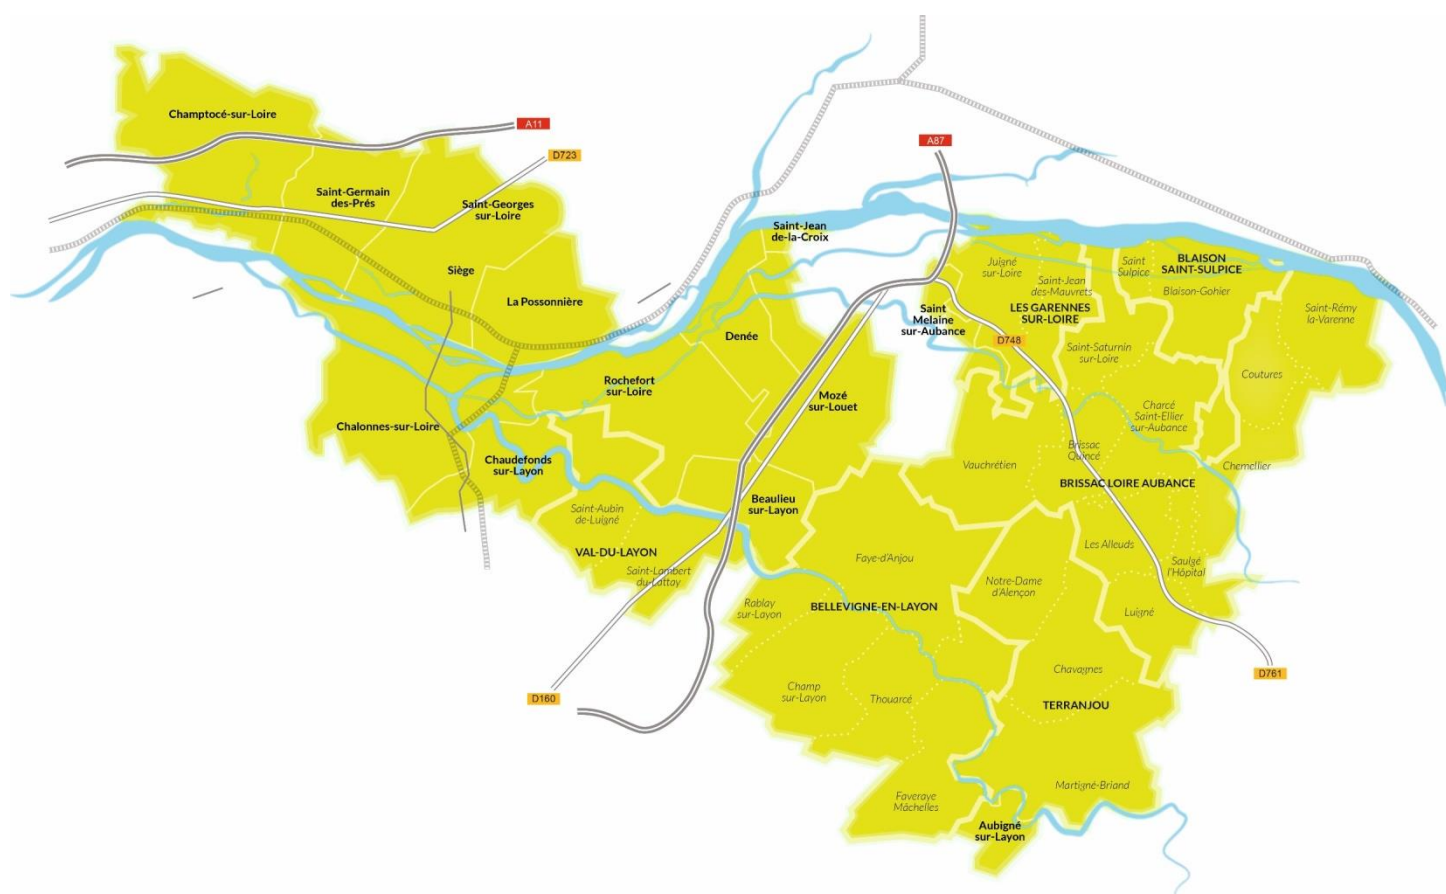 Champtocé-sur-Loire
A11
D723
A87
Saint-Germain
des-Prés
Saint-Georges
sur-Loire
Saint-Jean
de-la-Croix
Siège
La Possonnière
Juigné
sur-Loire
Saint-Jean
des-Mauvrets
Saint
Sulpice
BLAISON
SAINT-SULPICE
Blaison-Gohier
Saint-Rémy
la-Varenne
LES GARENNES
SUR-LOIRE
Saint
Melaine
sur-Aubance
D748
Denée
Saint-Saturnin
sur-Loire
Coutures
Rochefort
sur-Loire
Mozé
sur-Louet
Charcé
Saint-Ellier
sur-Aubance
Chalonnes-sur-Loire
Brissac
Quincé
Chaudefonds
sur-Layon
Vauchrétien
Chemellier
BRISSAC LOIRE AUBANCE
Beaulieu
sur-Layon
Saint-Aubin
de-Luigné
VAL-DU-LAYON
Les Alleuds
Faye-d'Anjou
Saulgé
l'Hôpital
Saint-Lambert
du-Lattay
Notre-Dame
d'Alençon
Rablay
sur-Layon
BELLEVIGNE-EN-LAYON
Luigné
Chavagnes
D761
Champ
sur-Layon
Thouarcé
D160
TERRANJOU
Martigné-Briand
Faveraye
Mâchelles
Aubigné
sur-Layon